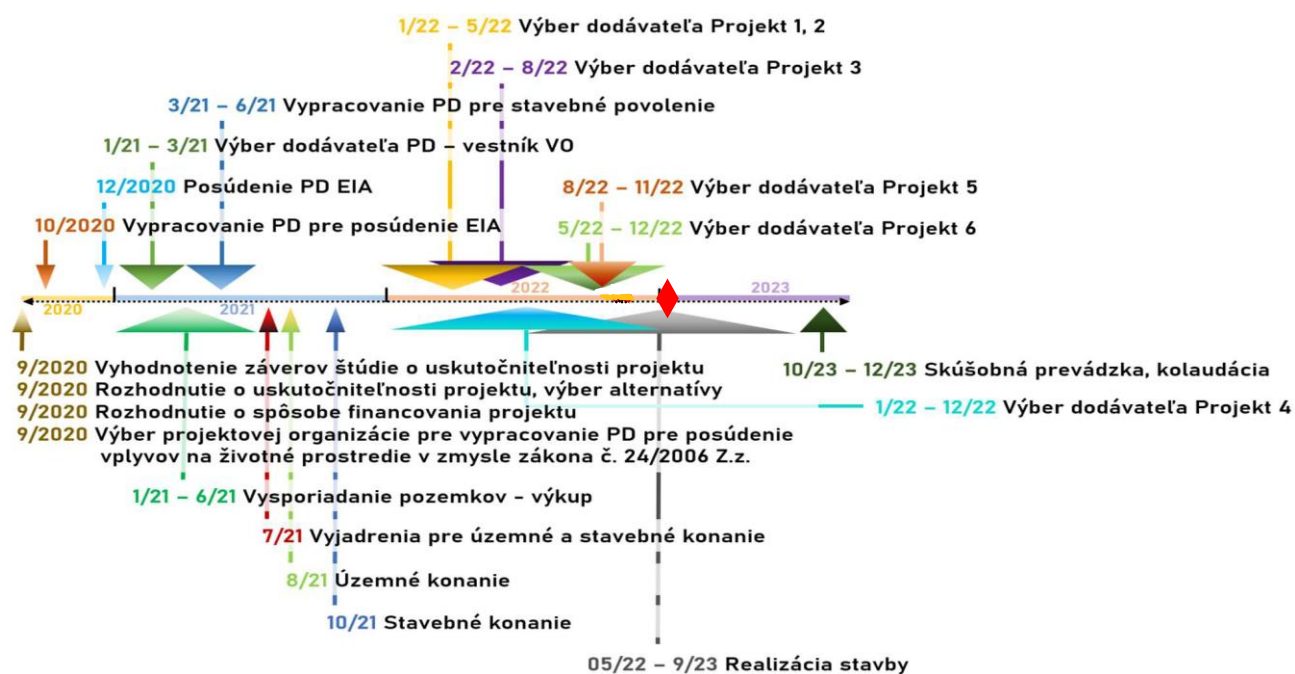 1/22 – 5/22 Výber dodávateľa Projekt 1, 2
2/22 – 8/22 Výber dodávateľa Projekt 3
3/21 – 6/21 Vypracovanie PD pre stavebné povolenie
1/21 – 3/21 Výber dodávateľa PD – vestník VO
12/2020 Posúdenie PD EIA
8/22 – 11/22 Výber dodávateľa Projekt 5
10/2020 Vypracovanie PD pre posúdenie EIA
5/22 – 12/22 Výber dodávateľa Projekt 6
2020
2021
2022
2023
9/2020 Vyhodnotenie záverov štúdie o uskutočniteľnosti projektu
9/2020 Rozhodnutie o uskutočniteľnosti projektu, výber alternatívy
9/2020 Rozhodnutie o spôsobe financovania projektu
9/2020 Výber projektovej organizácie pre vypracovanie PD pre posúdenie
vplyvov na životné prostredie v zmysle zákona č. 24/2006 Z.z.
10/23 – 12/23 Skúšobná prevádzka, kolaudácia
1/22 – 12/22 Výber dodávateľa Projekt 4
1/21 – 6/21 Vysporiadanie pozemkov - výkup
7/21 Vyjadrenia pre územné a stavebné konanie
8/21 Územné konanie
10/21 Stavebné konanie
05/22 – 9/23 Realizácia stavby